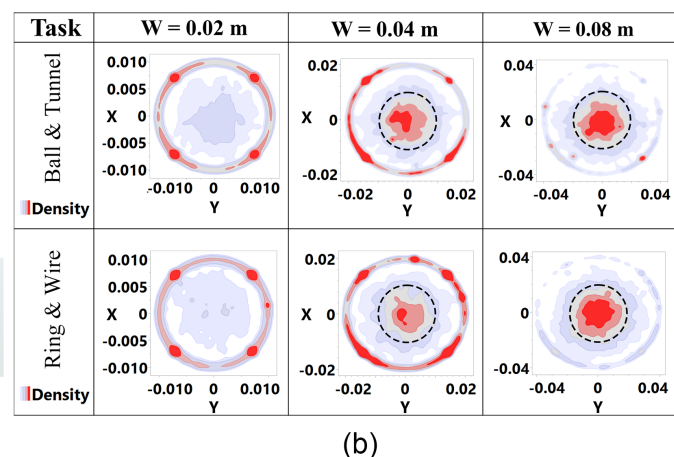 Task W = 0.02 m W = 0.04 m W = 0.08 m
Ball & Tunnel
Density
X
0.010
0.005
0
-0.005
-0.010
-0.010 0 0.010
Y
X
0.02
0
-0.02
-0.02 0 0.02
Y
X
0.04
0
-0.04
-0.04 0 0.04
Y
Ring & Wire
Density
X
0.010
0.005
0
-0.005
-0.010
-0.010 0 0.010
Y
X
0.02
0
-0.02
-0.02 0 0.02
Y
X
0.04
0
-0.04
-0.04 0 0.04
Y
(b)